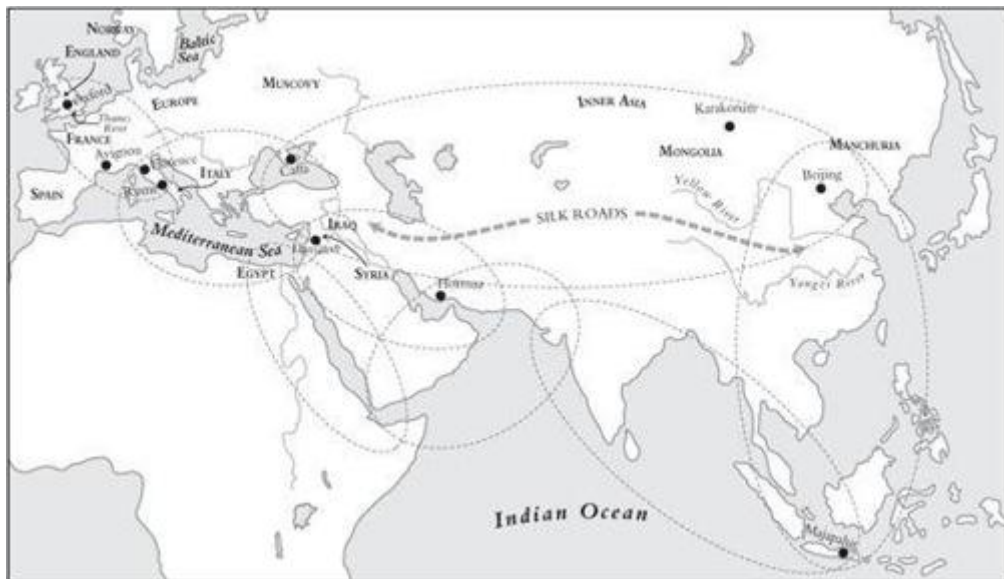 NORWAY
ENGLAND
Baltic
Sea
Oxford
Thames
River
EUROPE
MUSCOVY
FRANCE
Avignon
Florence
Rome
ITALY
SPAIN
Caffa
INNER ASIA
Karakorum
MONGOLIA
MANCHURIA
Beijing
Yellow River
SILK ROADS
Mediterranean Sea
IRAQ
Damascus
EGYPT
SYRIA
Hormuz
Yangzi River
Indian Ocean
Majapahit